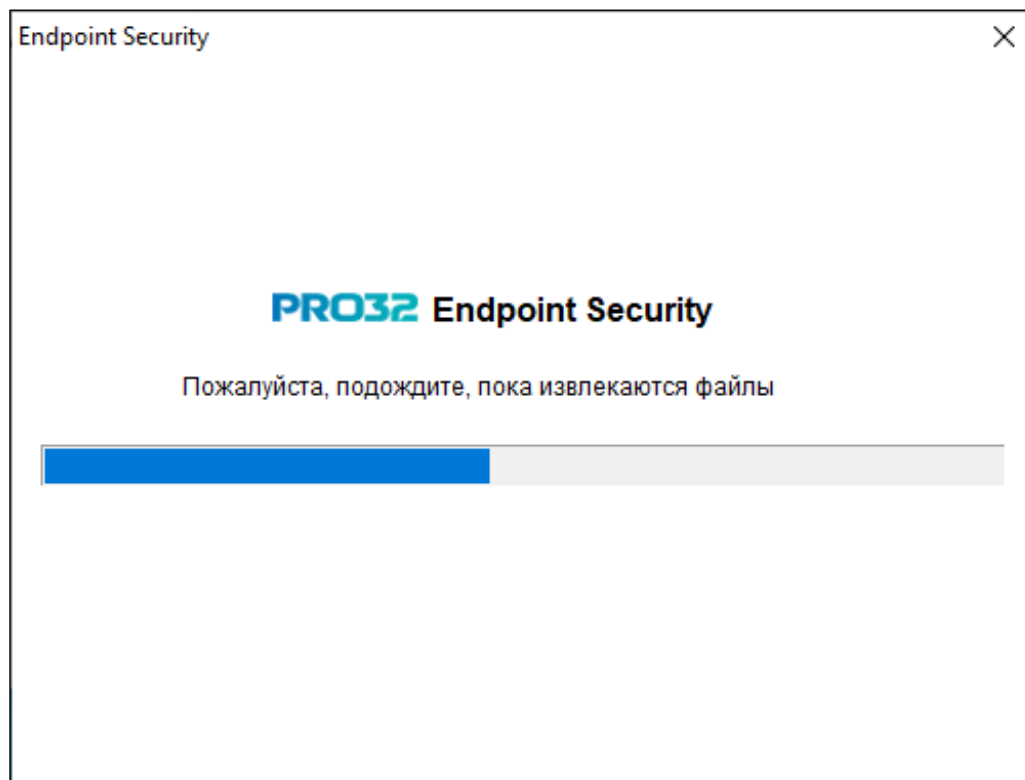 Endpoint Security
PRO32 Endpoint Security
Пожалуйста, подождите, пока извлекаются файлы